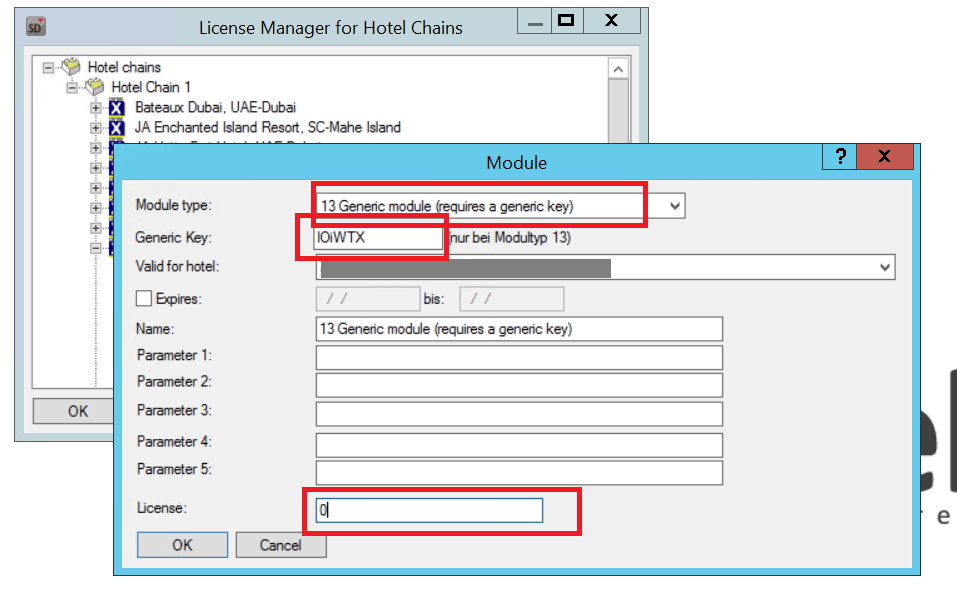 SD
License Manager for Hotel Chains
Hotel chains
Hotel Chain 1
Bateaux Dubai, UAE-Dubai
JA Enchanted Island Resort, SC-Mahe Island
Module
?
X
Module type:
13 Generic module (requires a generic key)
Generic Key:
IOiWTX
(nur bei Modultyp 13)
Valid for hotel:
Expires:
/ /
bis:
/ /
Name:
13 Generic module (requires a generic key)
Parameter 1:
Parameter 2:
Parameter 3:
Parameter 4:
Parameter 5:
License:
0
OK
Cancel
OK